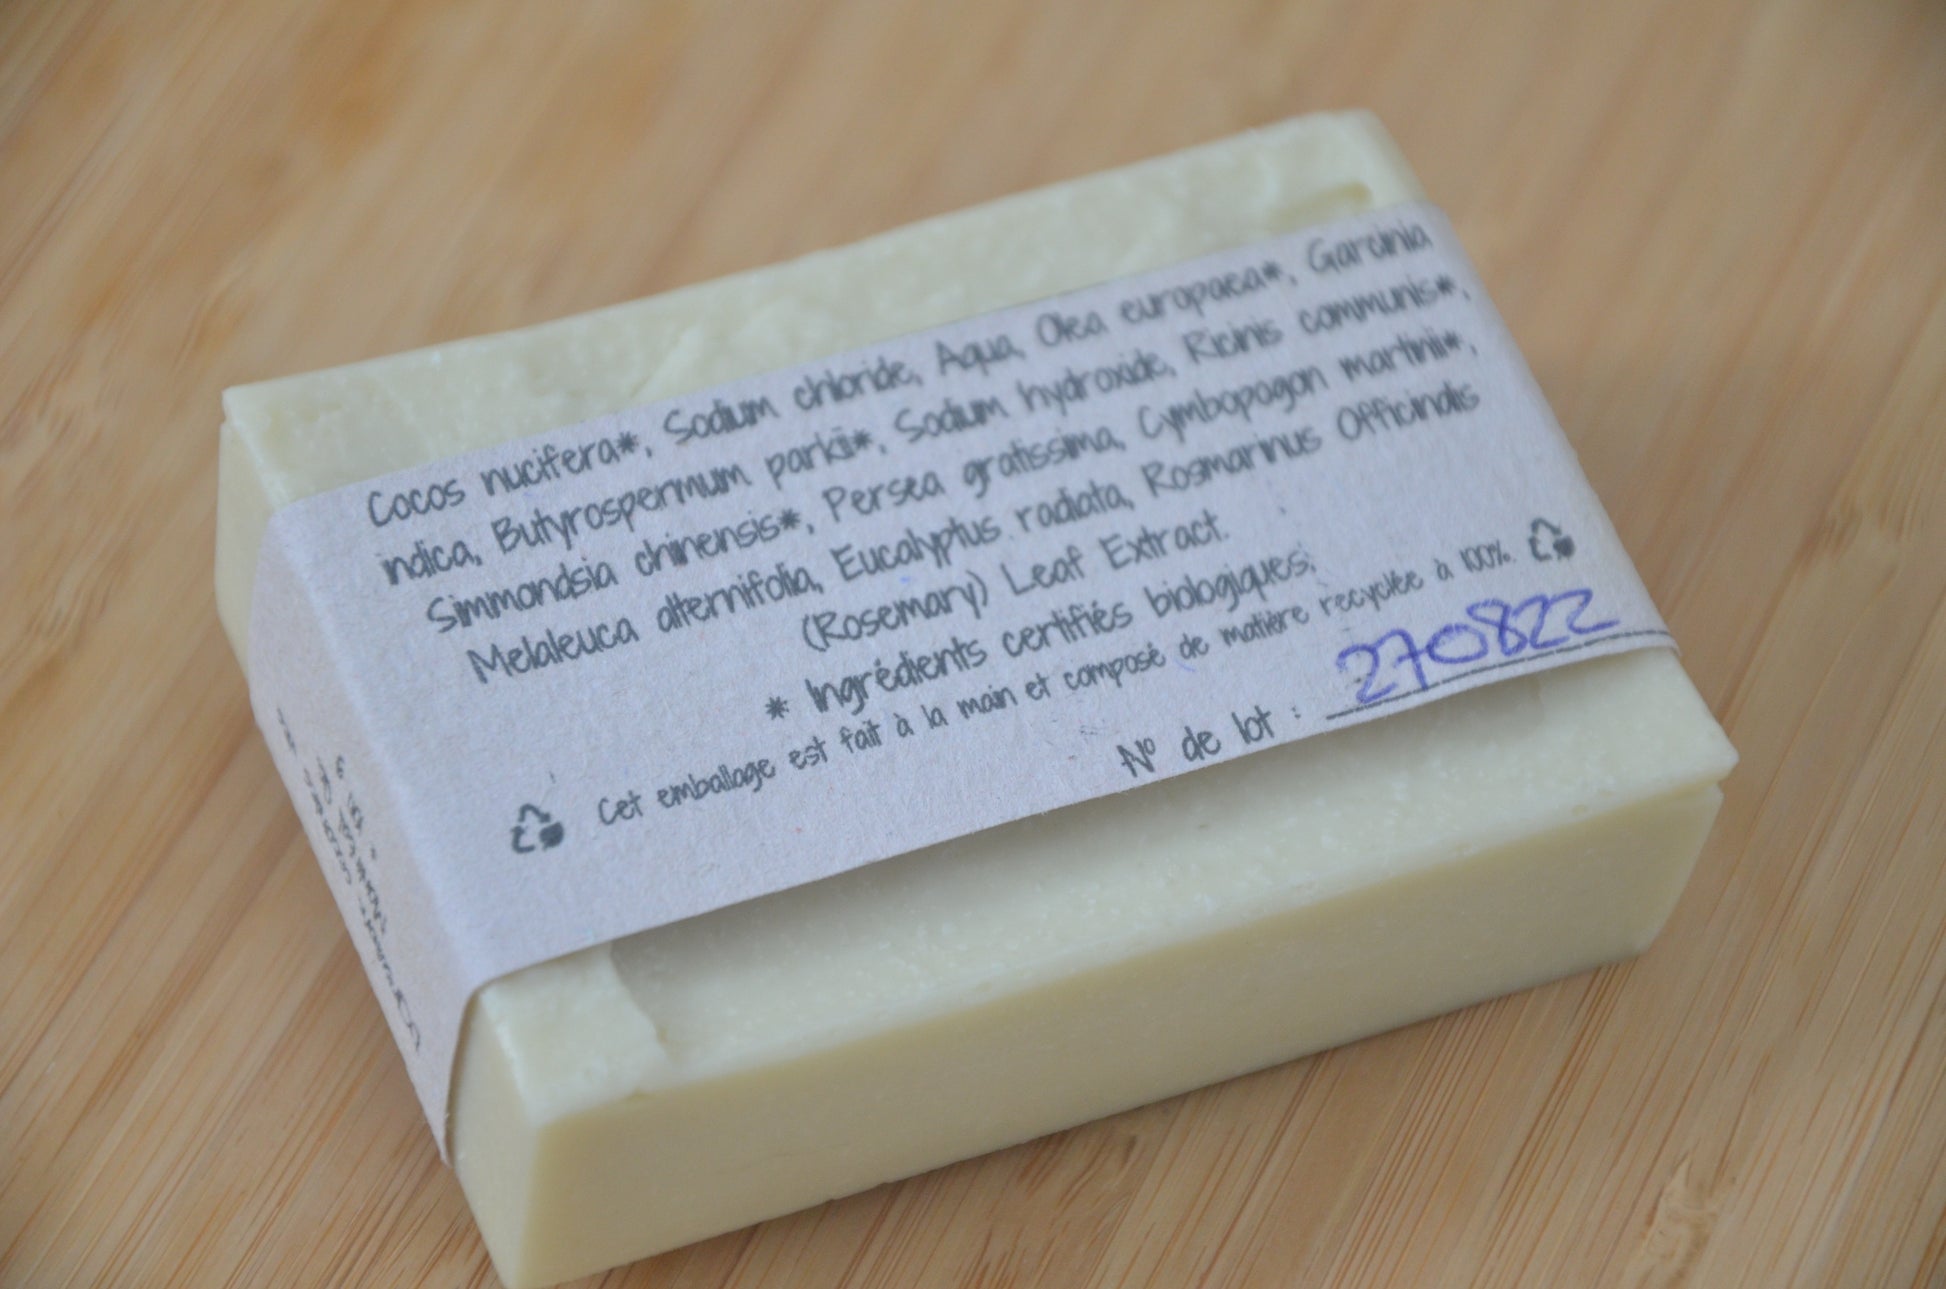 Cocos nucifera*, Sodium chloride, Aqua, Olea europaea*, Garcinia
indica, Butyrospermum parkii*, Sodium hydroxide, Ricinis communis*,
Simmondsia chinensis*, Persea gratissima, Cymbopogon martinii*,
Melaleuca alternifolia, Eucalyptus radiata, Rosmarinus Officinalis
(Rosemary) Leaf Extract.
* Ingrédients certifiés biologiques;
Cet emballage est fait à la main et composé de matière recyclée à 100%.
N° de lot : 270822